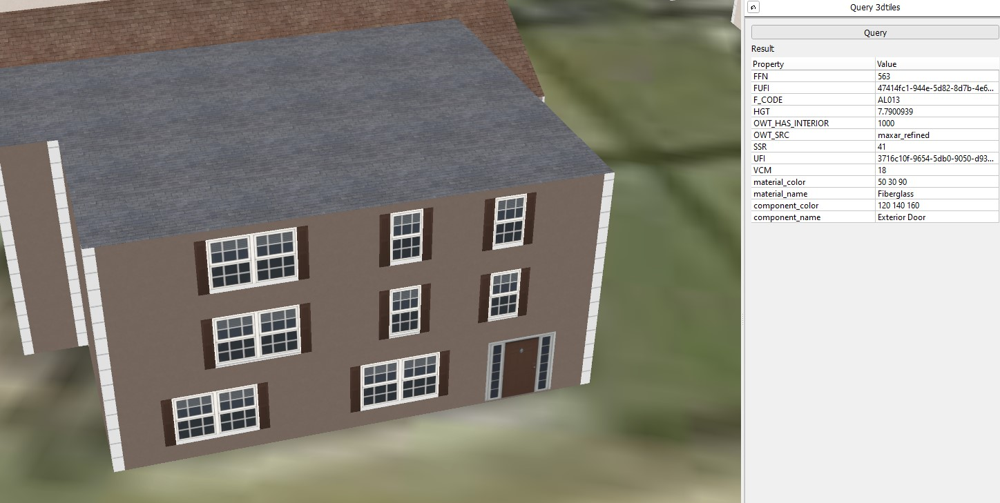 Query 3dtiles
Query
Result
Property Value
FFN 563
FUFI 47414fc1-944e-5d82-8d7b-4e6...
F_CODE AL013
HGT 7.7900939
OWT_HAS_INTERIOR 1000
OWT_SRC maxar_refined
SSR 41
UFI 3716c10f-9654-5db0-9050-d93...
VCM 18
material_color 50 30 90
material_name Fiberglass
component_color 120 140 160
component_name Exterior Door